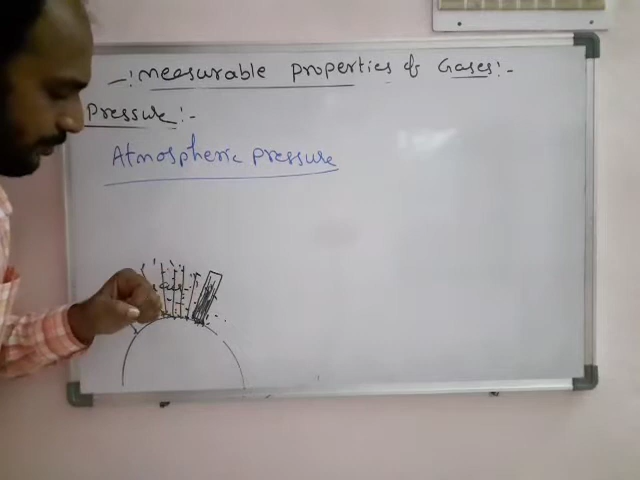 -: measurable properties of Gases:-
Pressure:-
Atmospheric pressure